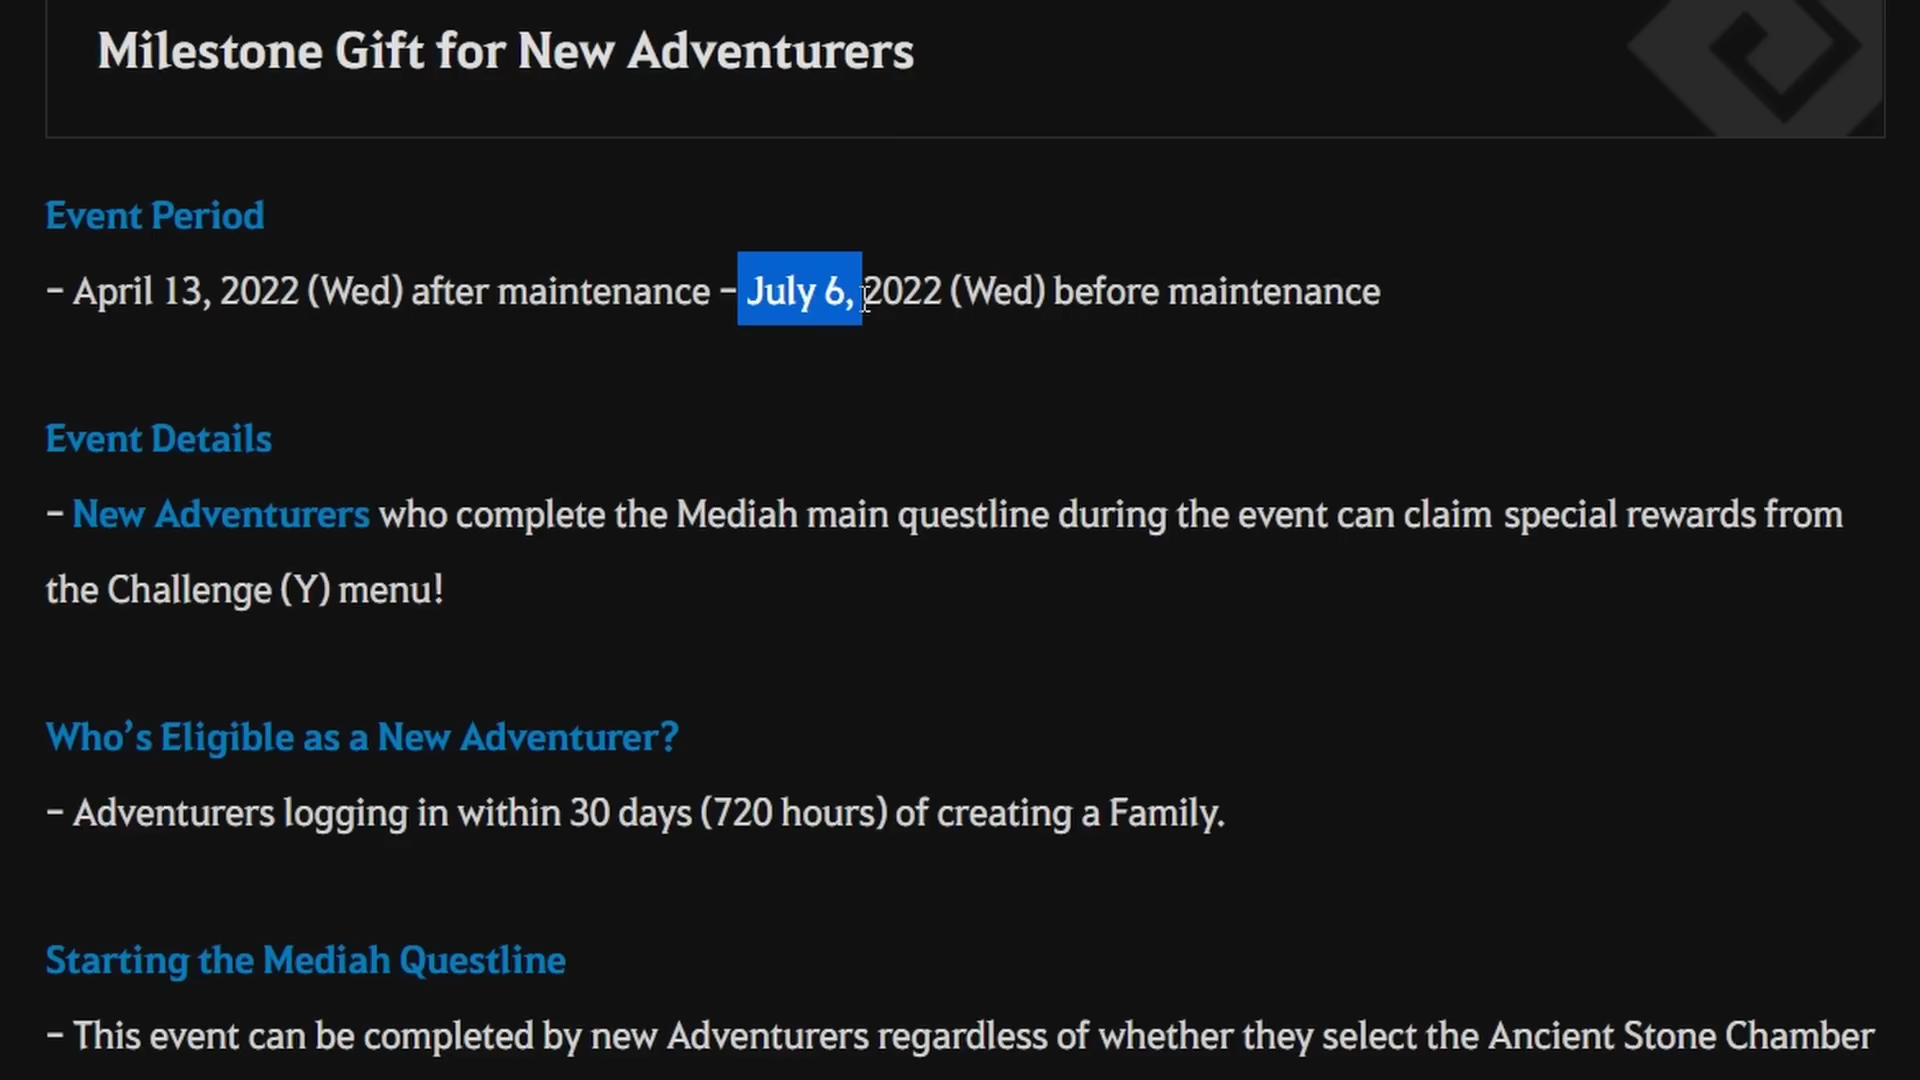 Milestone Gift for New Adventurers
Event Period
– April 13, 2022 (Wed) after maintenance – July 6, 2022 (Wed) before maintenance
Event Details
– New Adventurers who complete the Mediah main questline during the event can claim special rewards from
the Challenge (Y) menu!
Who’s Eligible as a New Adventurer?
– Adventurers logging in within 30 days (720 hours) of creating a Family.
Starting the Mediah Questline
– This event can be completed by new Adventurers regardless of whether they select the Ancient Stone Chamber